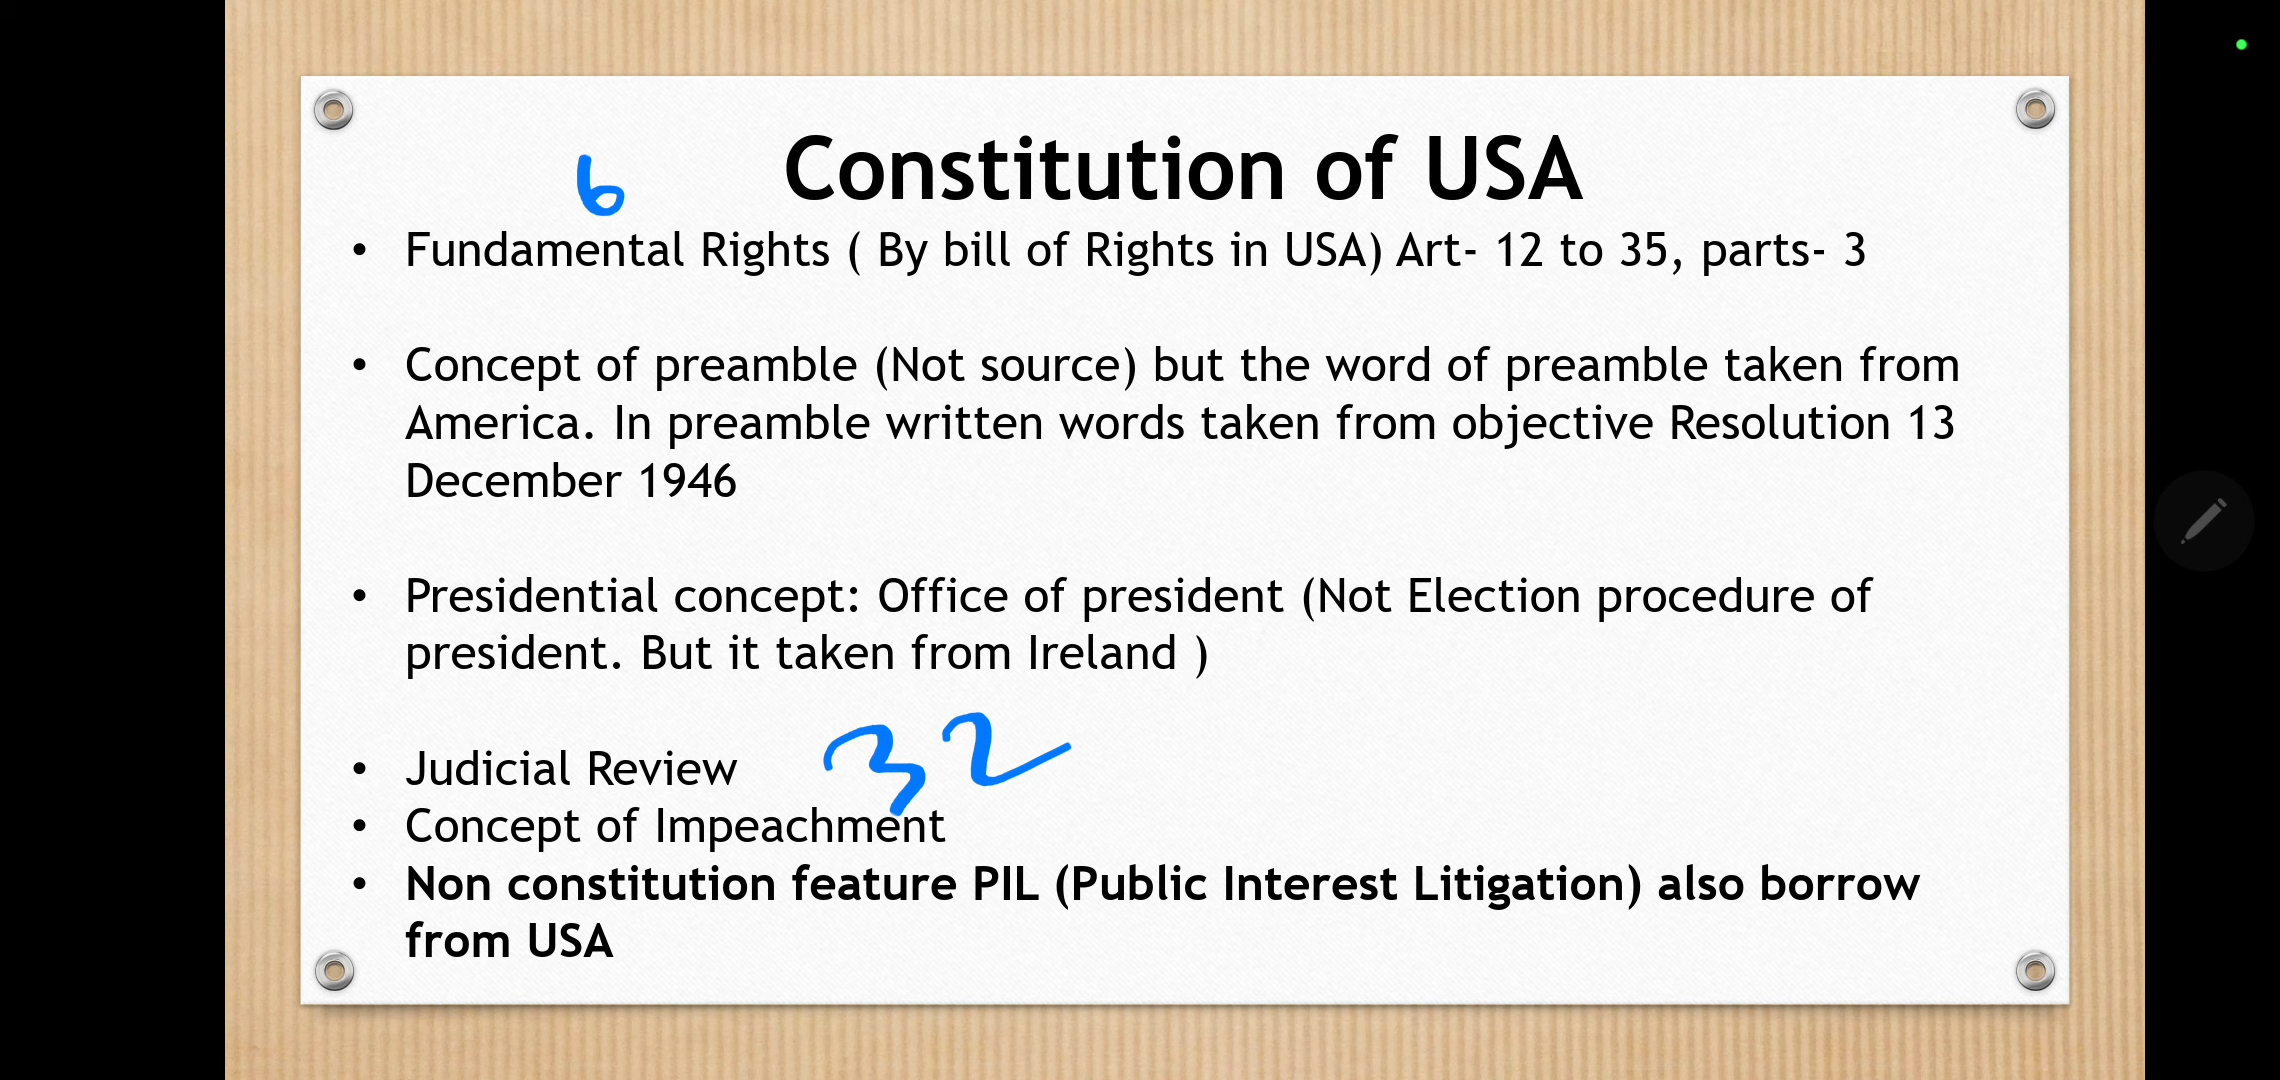 Constitution of USA
6
• Fundamental Rights ( By bill of Rights in USA) Art- 12 to 35, parts- 3
• Concept of preamble (Not source) but the word of preamble taken from
America. In preamble written words taken from objective Resolution 13
December 1946
• Presidential concept: Office of president (Not Election procedure of
president. But it taken from Ireland )
• Judicial Review 32
• Concept of Impeachment
• Non constitution feature PIL (Public Interest Litigation) also borrow
from USA